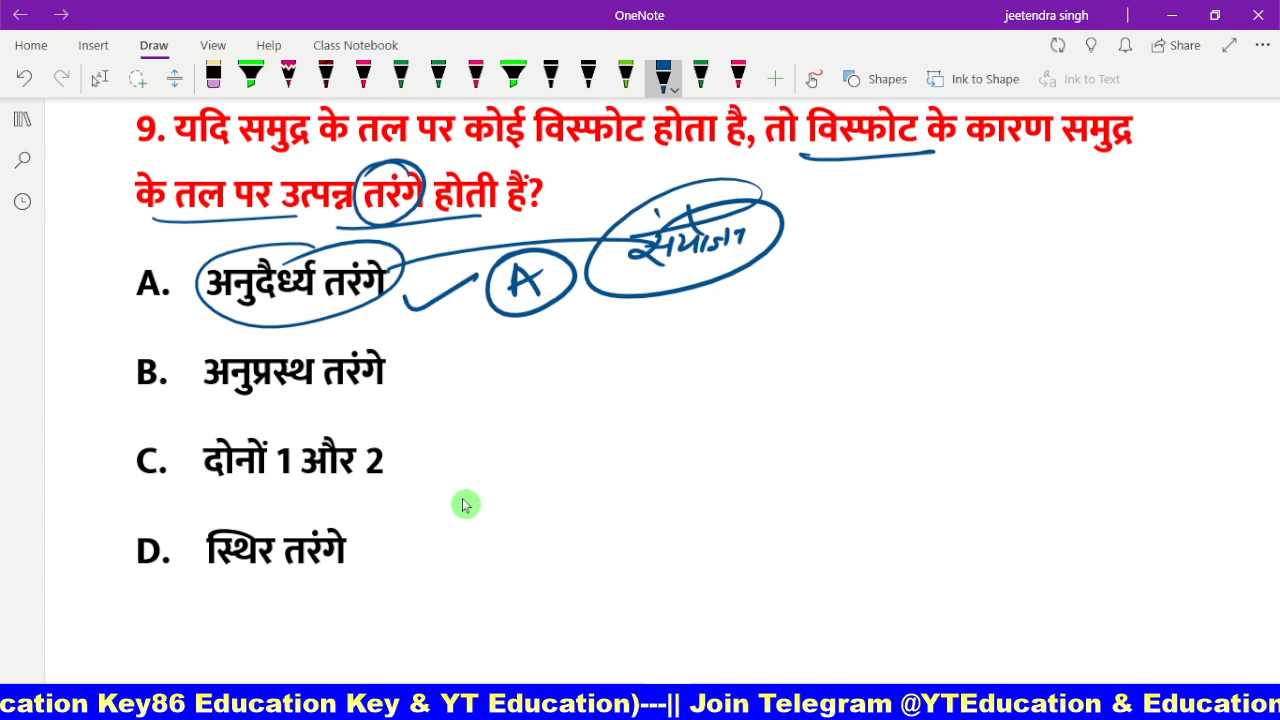 OneNote
jeetendra singh
Home Insert Draw View Help Class Notebook
Share
Shapes Ink to Shape Ink to Text
9. यदि समुद्र के तल पर कोई विस्फोट होता है, तो विस्फोट के कारण समुद्र
के तल पर उत्पन्न तरंगे होती हैं?
A. अनुदैर्ध्य तरंगे
A
B. अनुप्रस्थ तरंगे
C. दोनों 1 और 2
D. स्थिर तरंगे
cation Key86 Education Key & YT Education)---|| Join Telegram @YTEducation & Education